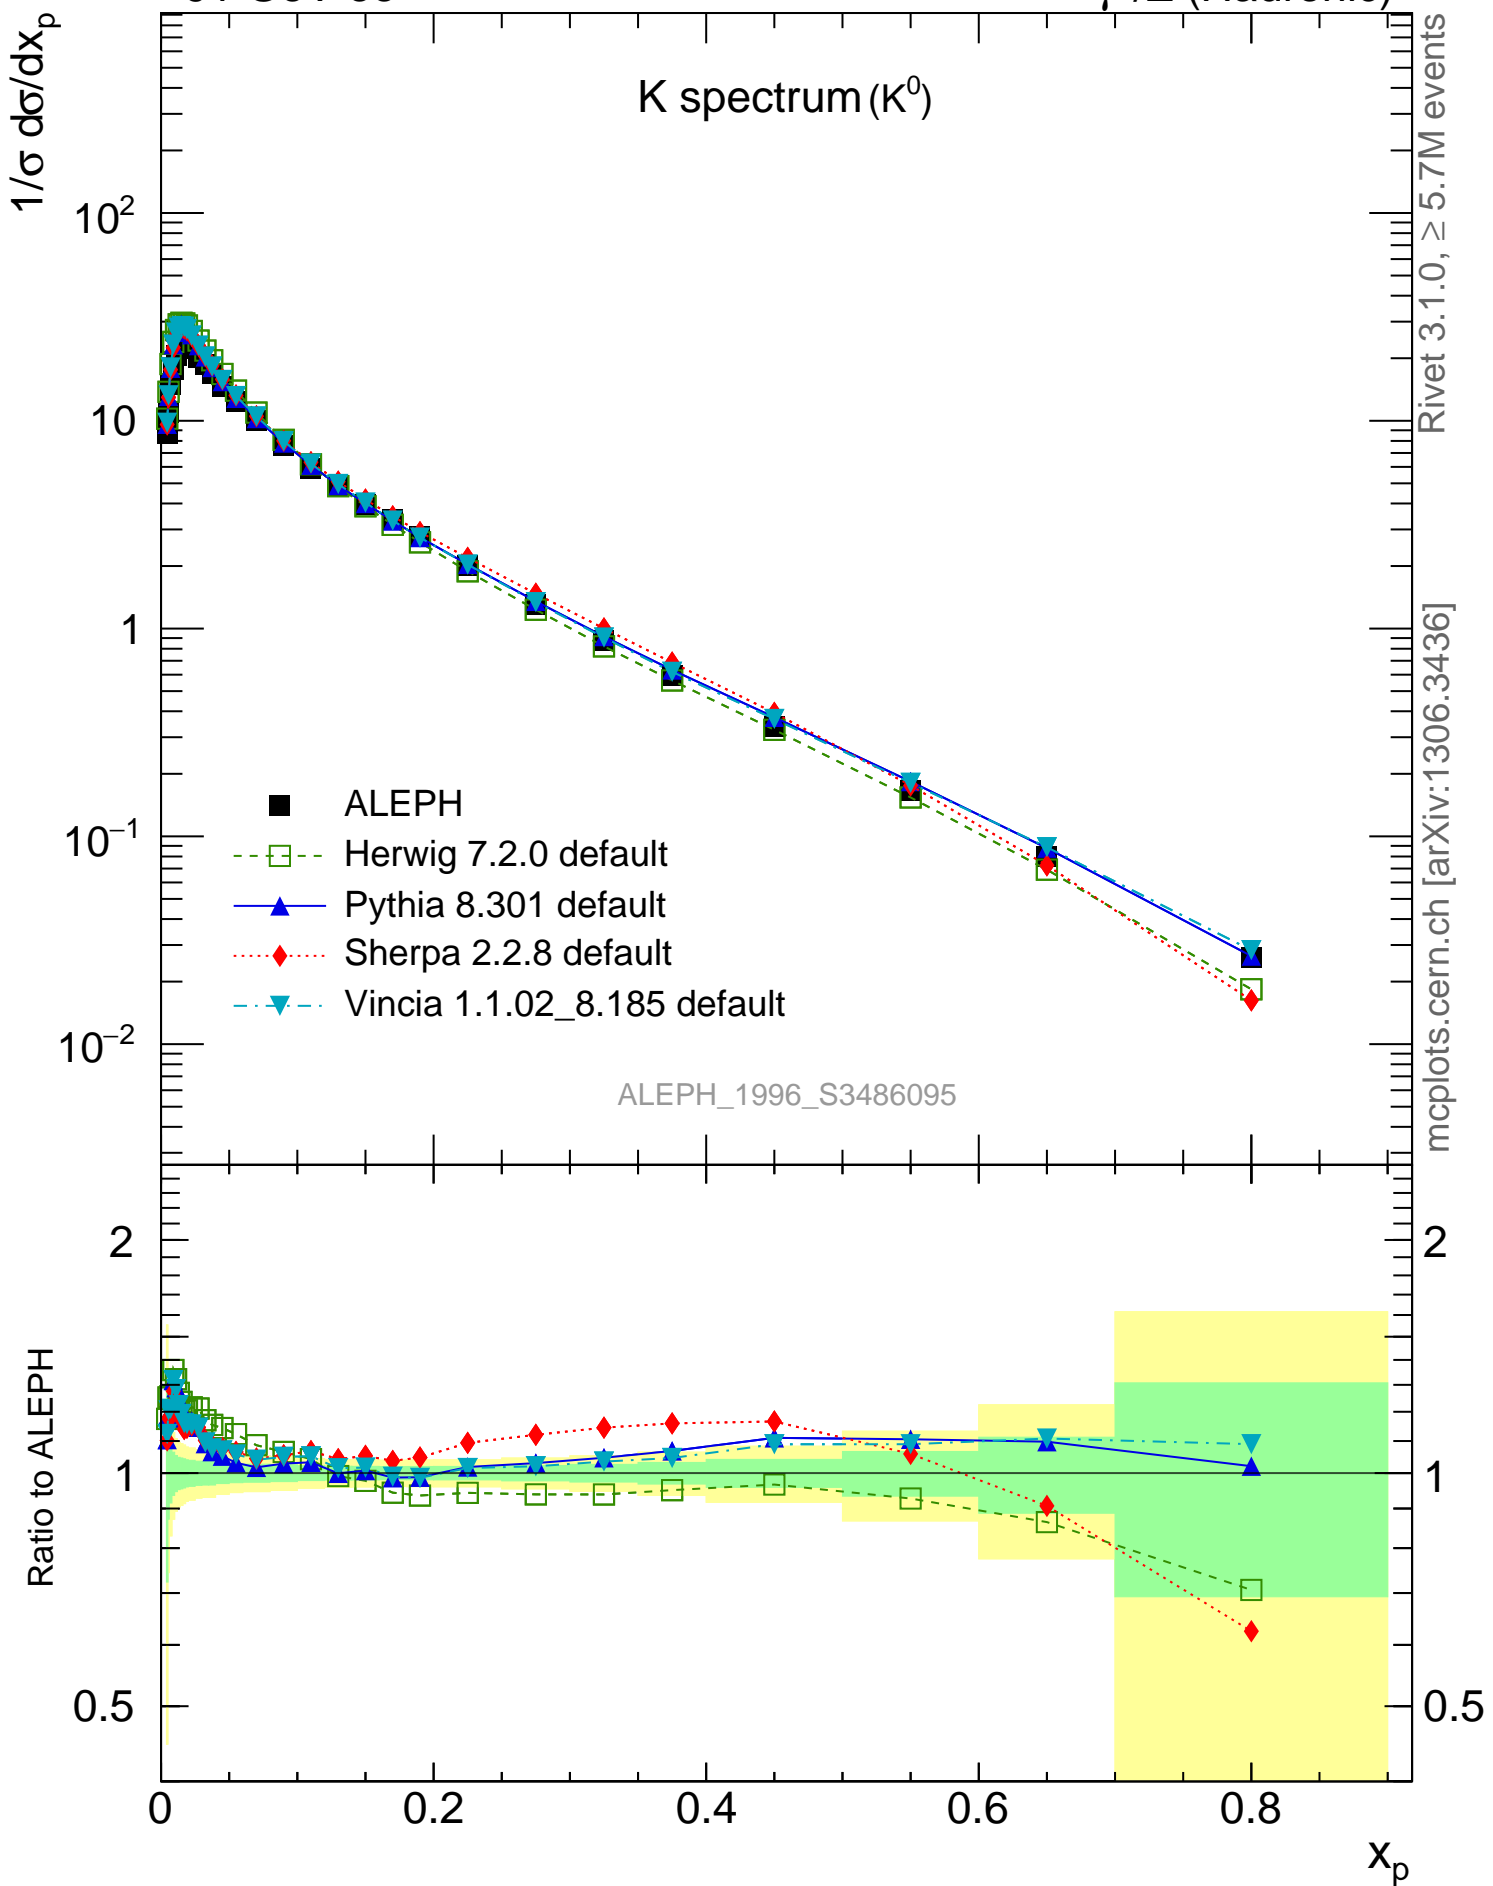 K spectrum (K⁰)
1/σ dσ/dxₚ
10²
10
1
10⁻¹
10⁻²
ALEPH
Herwig 7.2.0 default
Pythia 8.301 default
Sherpa 2.2.8 default
Vincia 1.1.02_8.185 default
ALEPH_1996_S3486095
Rivet 3.1.0, ≥ 5.7M events
mcplots.cern.ch [arXiv:1306.3436]
Ratio to ALEPH
2
1
0.5
2
1
0.5
0 0.2 0.4 0.6 0.8
xₚ